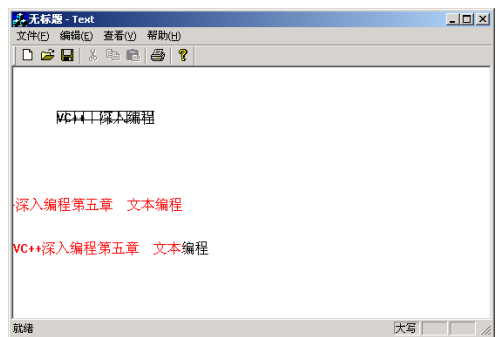 无标题 - Text
文件(F) 编辑(E) 查看(V) 帮助(H)
VC++ 深入编程
深入编程第五章 文本编程
VC++深入编程第五章 文本编程
就绪 大写